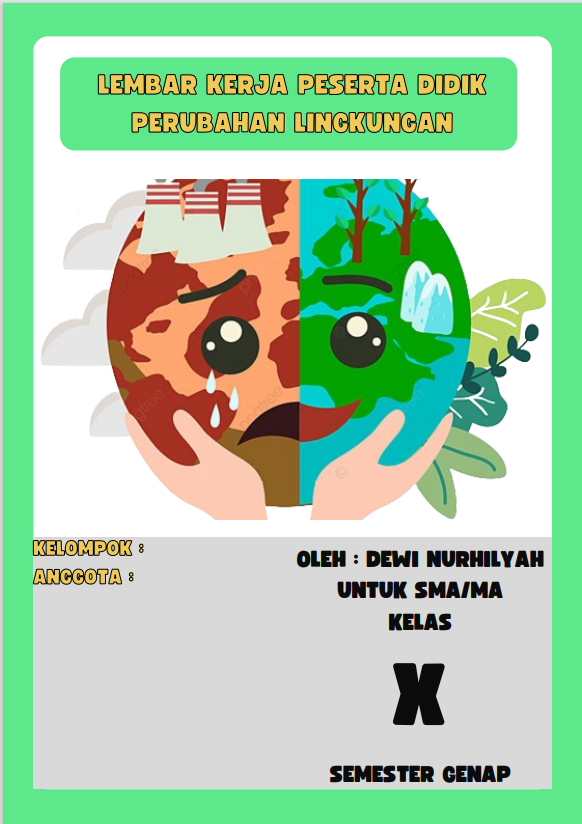 LEMBAR KERJA PESERTA DIDIK
PERUBAHAN LINGKUNGAN
KELOMPOK :
ANGGOTA :
OLEH : DEWI NURHILYAH
UNTUK SMA/MA
KELAS
X
SEMESTER GENAP